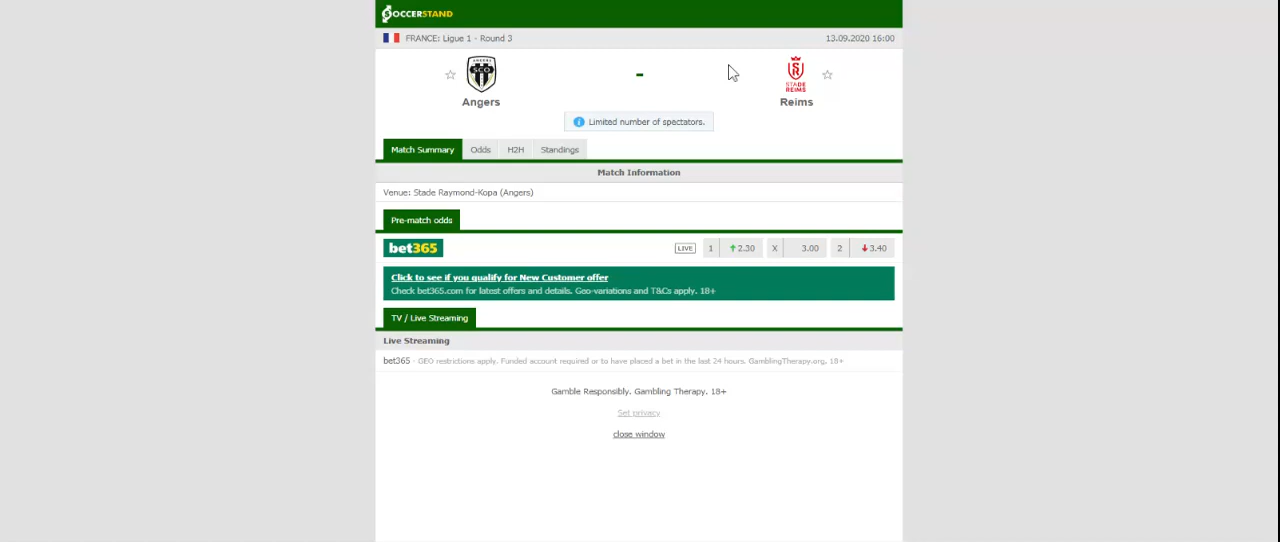 SOCCERSTAND
FRANCE: Ligue 1 - Round 3 13.09.2020 16:00
SCO
STADE REIMS
- 
Angers Reims
Limited number of spectators.
Match Summary Odds H2H Standings
Match Information
Venue: Stade Raymond-Kopa (Angers)
Pre-match odds
bet365 LIVE 1 2.30 X 3.00 2 3.40
Click to see if you qualify for New Customer offer
Check bet365.com for latest offers and details. Geo-variations and T&Cs apply. 18+
TV / Live Streaming
Live Streaming
bet365 - GEO restrictions apply. Funded account required or to have placed a bet in the last 24 hours. GamblingTherapy.org, 18+
Gamble Responsibly. Gambling Therapy. 18+
Set privacy
close window